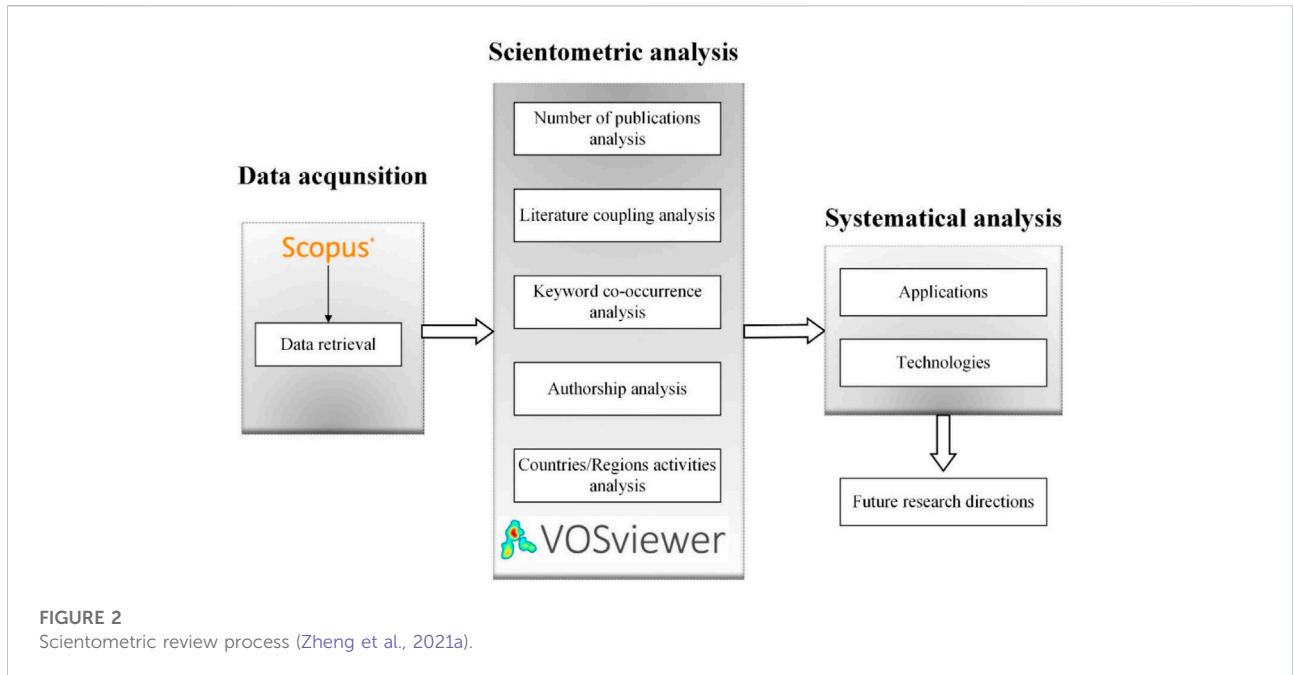 Scientometric analysis
Number of publications
analysis
Data acqunsition
Literature coupling analysis
Systematical analysis
Scopus®
Keyword co-occurrence
analysis
Applications
Data retrieval
Technologies
Authorship analysis
Countries/Regions activities
analysis
Future research directions
VOSviewer
FIGURE 2
Scientometric review process (Zheng et al., 2021a).